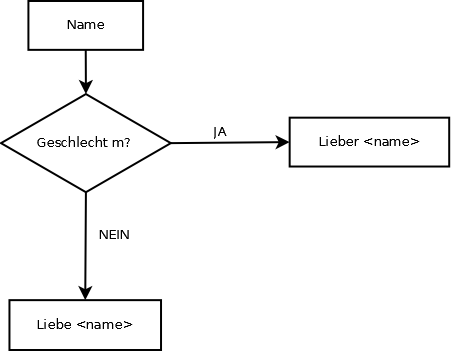 Name
Geschlecht m?
JA
Lieber <name>
NEIN
Liebe <name>